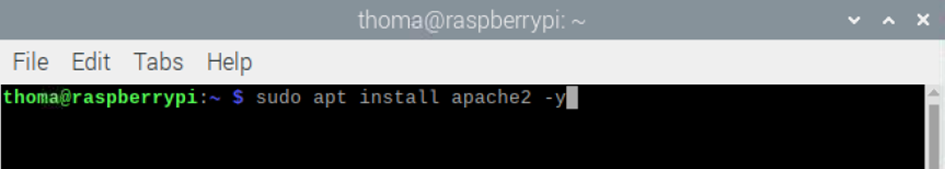 thoma@raspberrypi: ~
File Edit Tabs Help
thoma@raspberrypi:~ $ sudo apt install apache2 -y